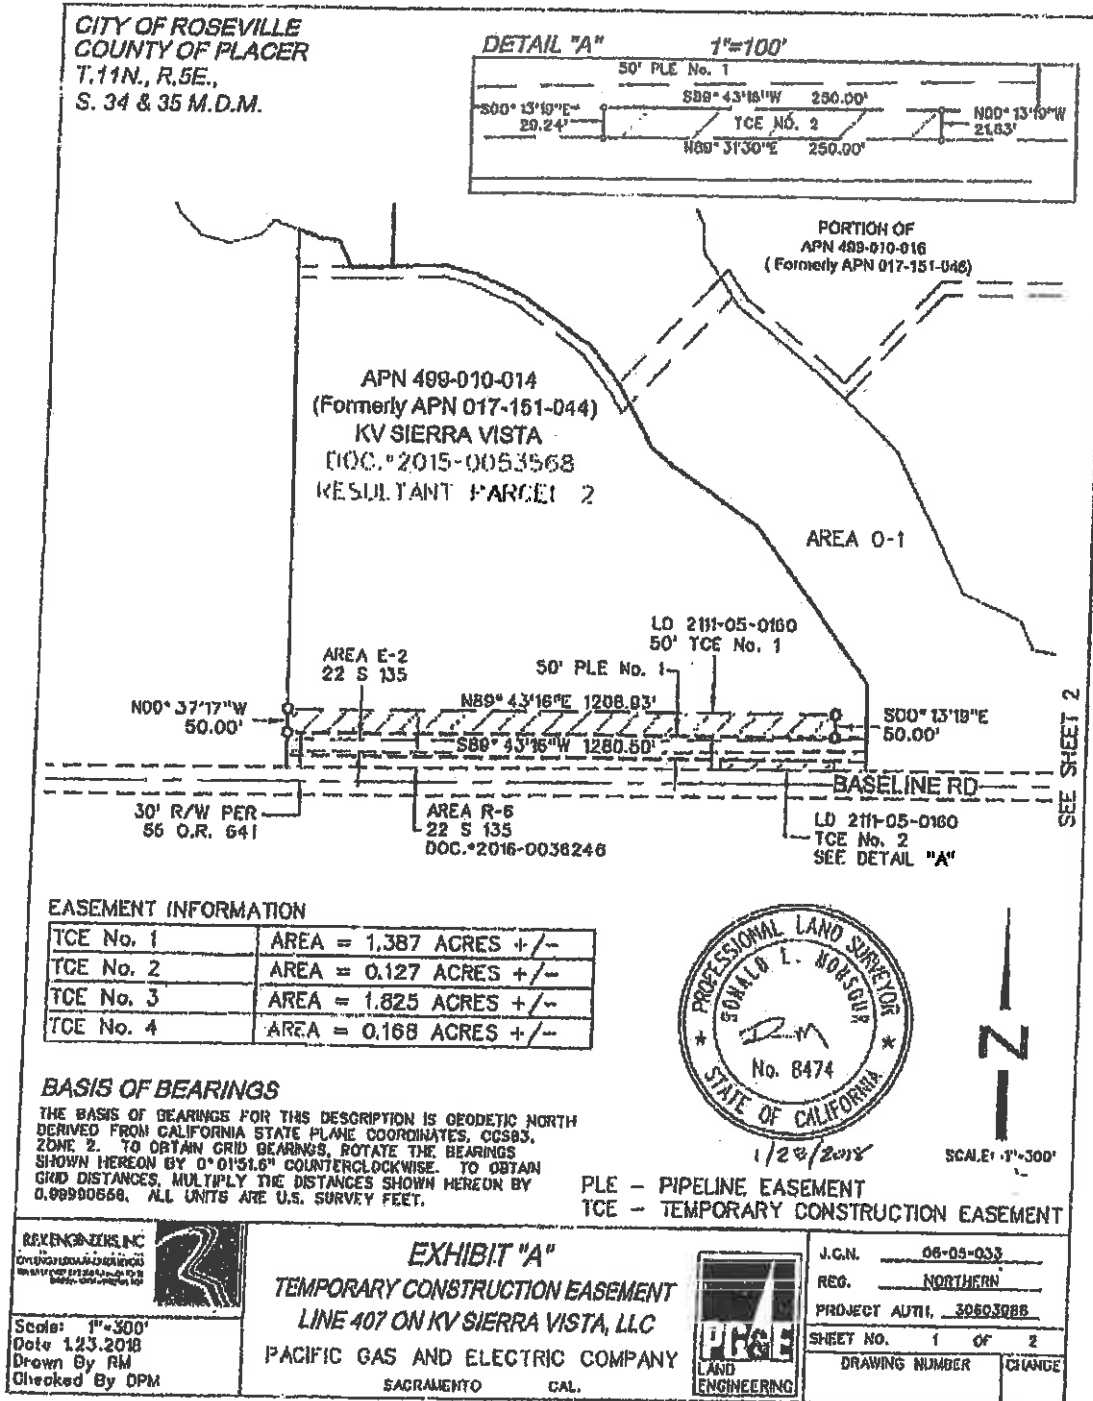 CITY OF ROSEVILLE
COUNTY OF PLACER
T.11N., R.5E.,
S. 34 & 35 M.D.M.
DETAIL "A" 1"=100'
50' PLE No. 1
S89° 43'16"W 250.00'
S00° 13'19"E
29.24'
TCE NO. 2
N00° 13'19"W
21.83'
N89° 31'30"E 250.00'
PORTION OF
APN 499-010-016
( Formerly APN 017-151-046)
APN 499-010-014
(Formerly APN 017-151-044)
KV SIERRA VISTA
DOC.#2015-0053568
RESULTANT PARCEL 2
AREA O-1
LD 2111-05-0160
50' TCE No. 1
AREA E-2
22 S 135
50' PLE No. 1
N00° 37'17"W
50.00'
N89° 43'16"E 1208.93'
S00° 13'19"E
50.00'
S89° 43'16"W 1280.50'
BASELINE RD
SEE SHEET 2
30' R/W PER
56 O.R. 641
AREA R-6
22 S 135
DOC.#2016-0036246
LD 2111-05-0160
TCE No. 2
SEE DETAIL "A"
EASEMENT INFORMATION
TCE No. 1 AREA = 1.387 ACRES +/-
TCE No. 2 AREA = 0.127 ACRES +/-
TCE No. 3 AREA = 1.825 ACRES +/-
TCE No. 4 AREA = 0.168 ACRES +/-
PROFESSIONAL LAND SURVEYOR
DONALD L.
No. 8474
STATE OF CALIFORNIA
1/23/2018
N
SCALE: 1"=300'
BASIS OF BEARINGS
THE BASIS OF BEARINGS FOR THIS DESCRIPTION IS GEODETIC NORTH
DERIVED FROM CALIFORNIA STATE PLANE COORDINATES, CCS83,
ZONE 2. TO OBTAIN GRID BEARINGS, ROTATE THE BEARINGS
SHOWN HEREON BY 0°01'51.6" COUNTERCLOCKWISE. TO OBTAIN
GRID DISTANCES, MULTIPLY THE DISTANCES SHOWN HEREON BY
ALL UNITS ARE U.S. SURVEY FEET.
PLE - PIPELINE EASEMENT
TCE - TEMPORARY CONSTRUCTION EASEMENT
REY ENGINEERS, INC
Scale: 1"=300'
Date 1.23.2018
Drawn By RM
Checked By DPM
EXHIBIT "A"
TEMPORARY CONSTRUCTION EASEMENT
LINE 407 ON KV SIERRA VISTA, LLC
PACIFIC GAS AND ELECTRIC COMPANY
SACRAMENTO CAL.
PG&E
LAND
ENGINEERING
J.C.N. 06-05-033
REG. NORTHERN
PROJECT AUTH. 30603086
SHEET NO. 1 OF 2
DRAWING NUMBER CHANGE